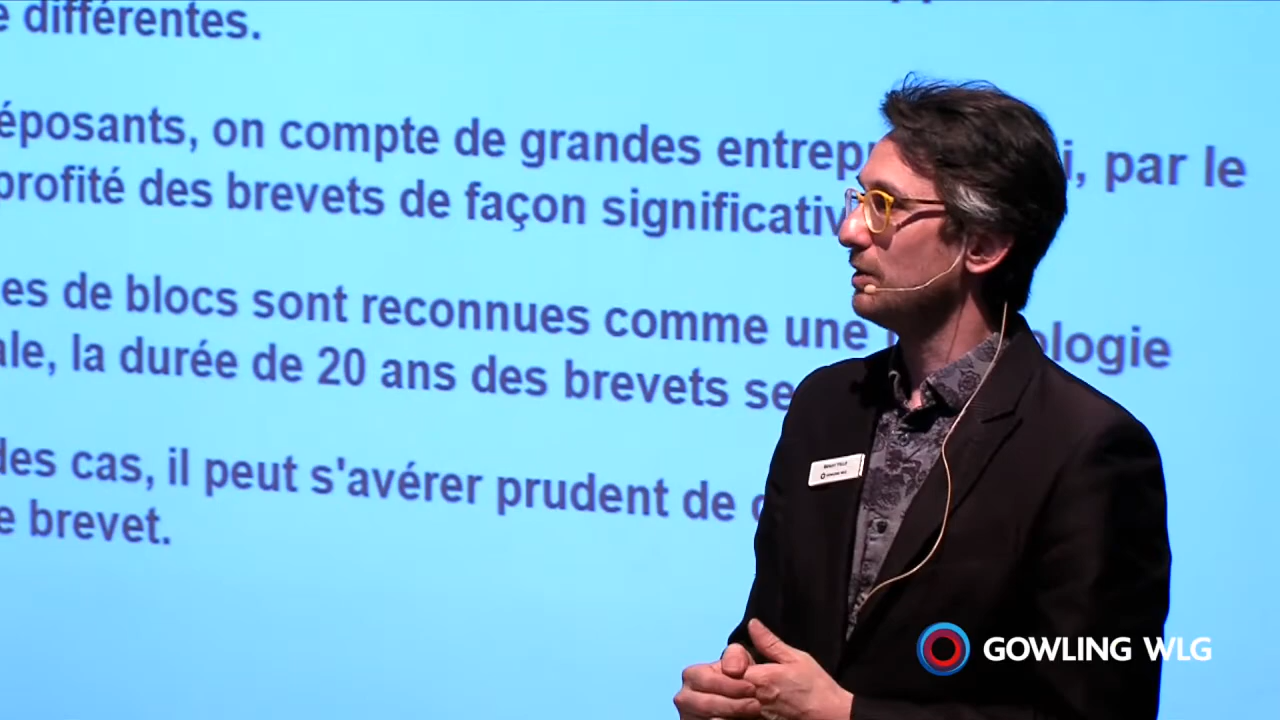 différentes.
éposants, on compte de grandes entrep i, par le
profité des brevets de façon significativ
es de blocs sont reconnues comme une ologie
ale, la durée de 20 ans des brevets se
des cas, il peut s'avérer prudent de
e brevet.
GOWLING WLG